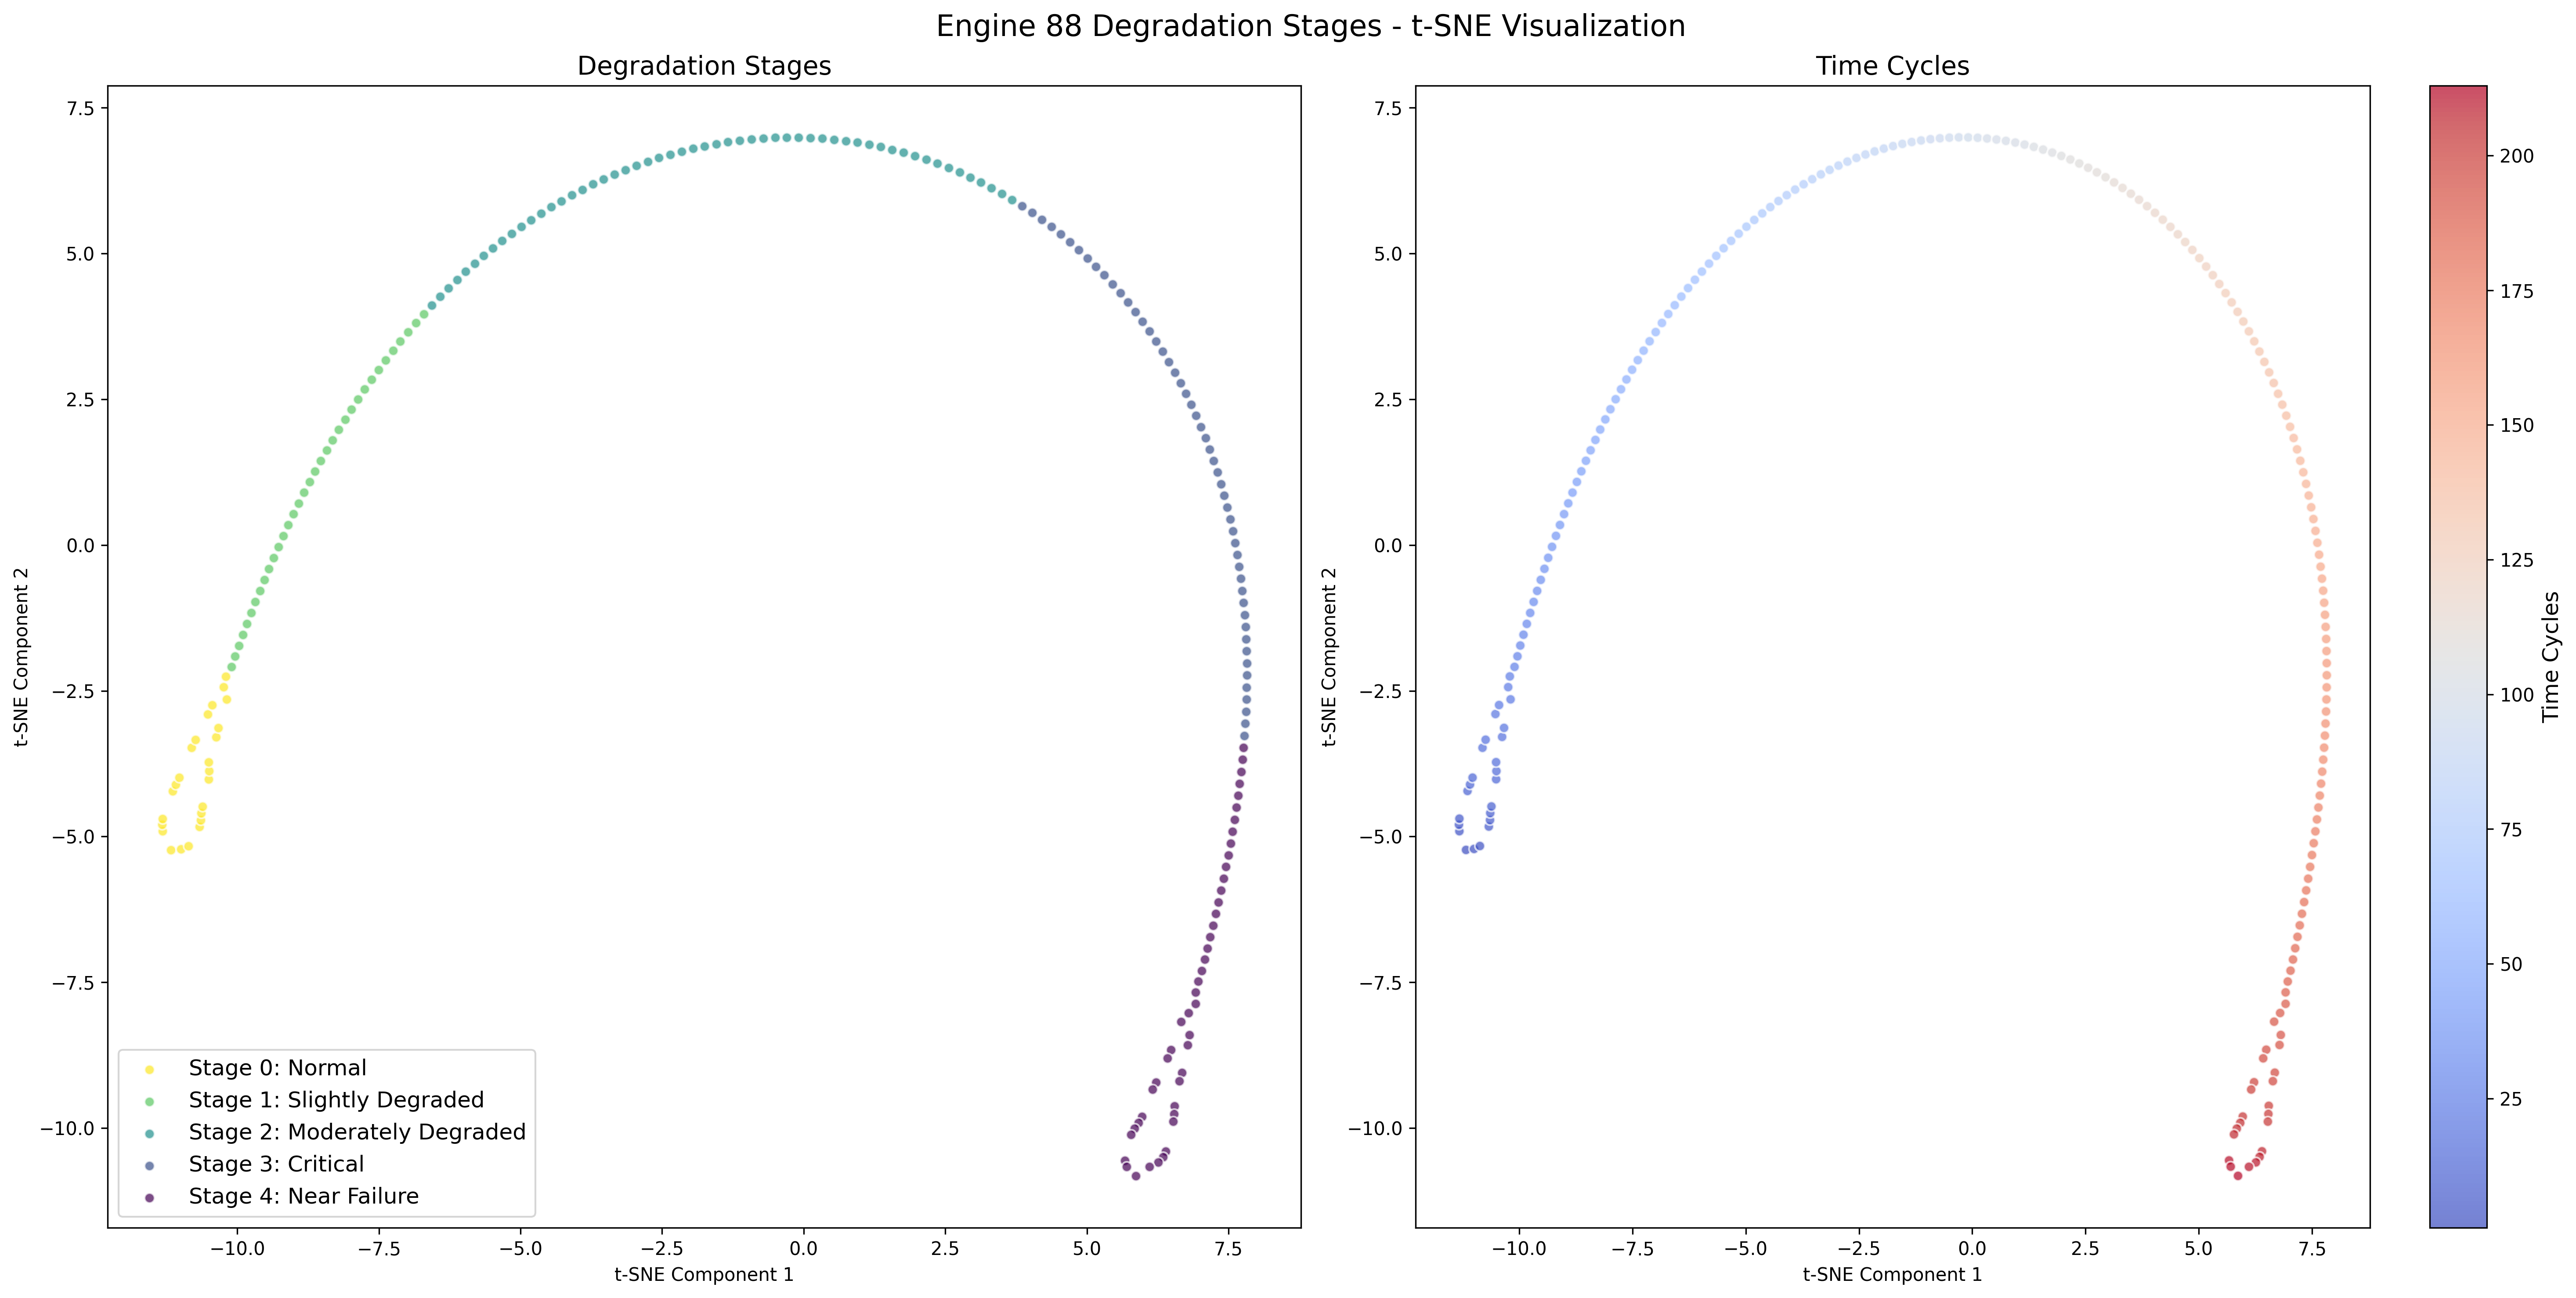 Engine 88 Degradation Stages - t-SNE Visualization
Degradation Stages
7.5
5.0
2.5
0.0
−2.5
−5.0
−7.5
−10.0
t-SNE Component 2
Stage 0: Normal
Stage 1: Slightly Degraded
Stage 2: Moderately Degraded
Stage 3: Critical
Stage 4: Near Failure
−10.0 −7.5 −5.0 −2.5 0.0 2.5 5.0 7.5
t-SNE Component 1
Time Cycles
7.5
5.0
2.5
0.0
−2.5
−5.0
−7.5
−10.0
t-SNE Component 2
−10.0 −7.5 −5.0 −2.5 0.0 2.5 5.0 7.5
t-SNE Component 1
200
175
150
125
100
75
50
25
Time Cycles